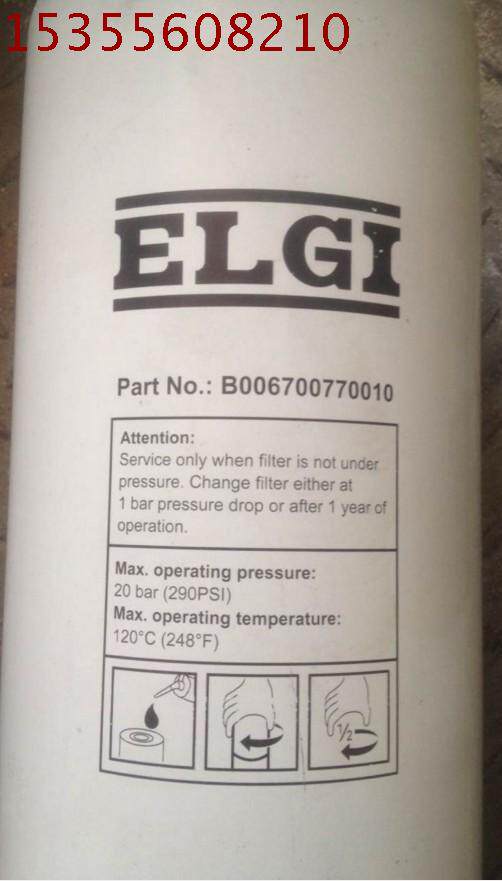 15355608210
ELGI
Part No.: B006700770010
Attention:
Service only when filter is not under
pressure. Change filter either at
1 bar pressure drop or after 1 year of
operation.
Max. operating pressure:
20 bar (290PSI)
Max. operating temperature:
120°C (248°F)
1/2